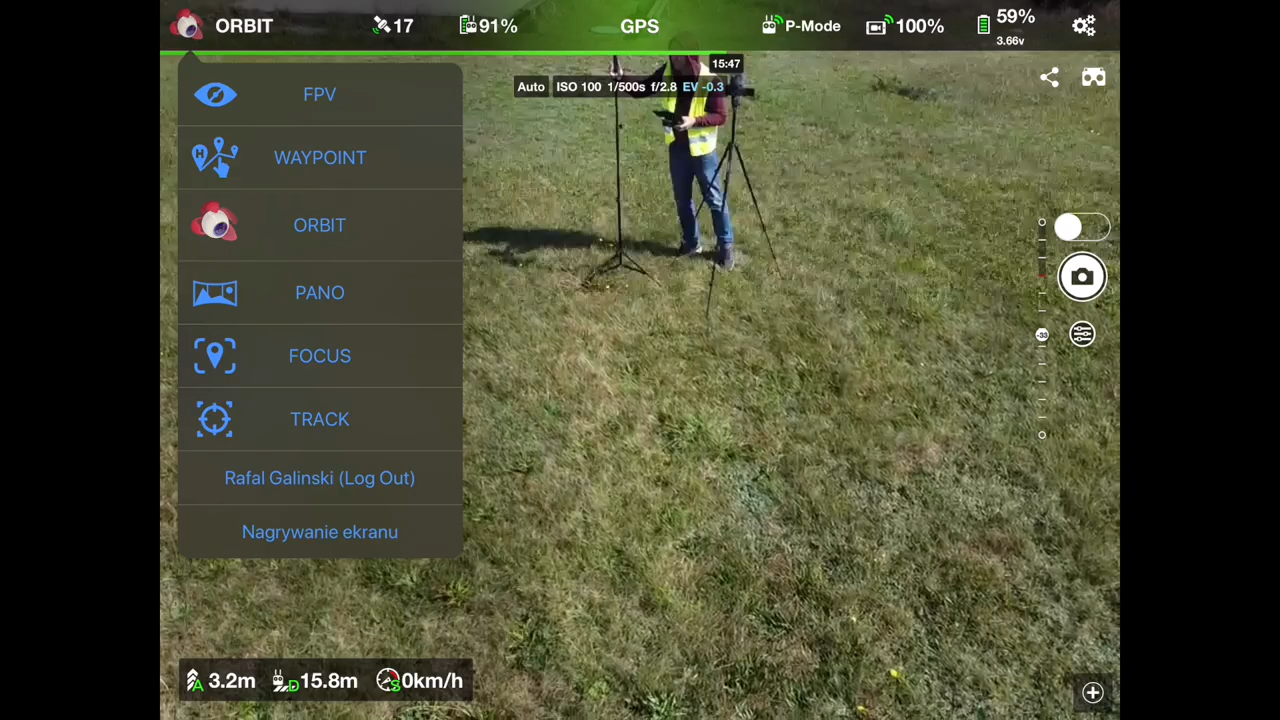 ORBIT 17 91% GPS P-Mode 100% 59%
3.66v
15:47
Auto ISO 100 1/500s f/2.8 EV -0.3
FPV
WAYPOINT
H
ORBIT
PANO
FOCUS
TRACK
Rafal Galinski (Log Out)
Nagrywanie ekranu
-33
A 3.2m D 15.8m S 0km/h